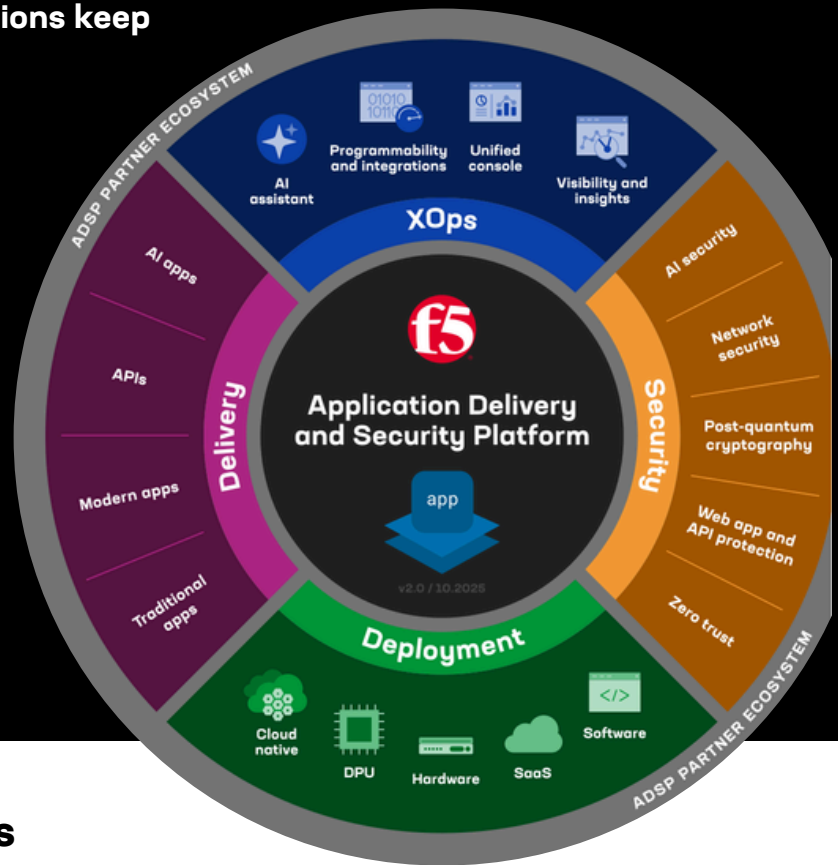 ions keep
ADSP PARTNER ECOSYSTEM
AI
assistant
Programmability
and integrations
Unified
console
Visibility and
insights
XOps
AI apps
APIs
Modern apps
Traditional
apps
Delivery
f5
Application Delivery
and Security Platform
app
v2.0 / 10.2025
Security
AI security
Network
security
Post-quantum
cryptography
Web app and
API protection
Zero trust
Deployment
Cloud
native
DPU
Hardware
SaaS
</>
Software
ADSP PARTNER ECOSYSTEM
s